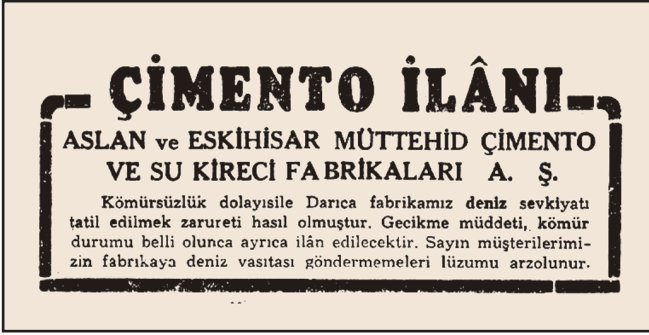 ÇİMENTO İLÂNI
ASLAN ve ESKİHİSAR MÜTTEHİD ÇİMENTO
VE SU KİRECİ FABRİKALARI A. Ş.
Kömürsüzlük dolayısile Darıca fabrikamız deniz sevkiyatı
tatil edilmek zarureti hasıl olmuştur. Gecikme müddeti, kömür
durumu belli olunca ayrıca ilân edilecektir. Sayın müşterilerimi-
zin fabrikaya deniz vasıtası göndermemeleri lüzumu arzolunur.